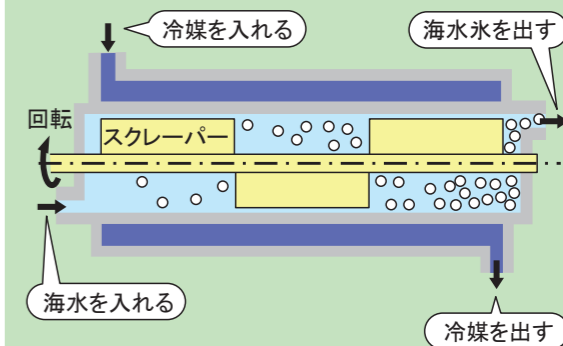 冷媒を入れる
海水氷を出す
回転
スクレーパー
海水を入れる
冷媒を出す